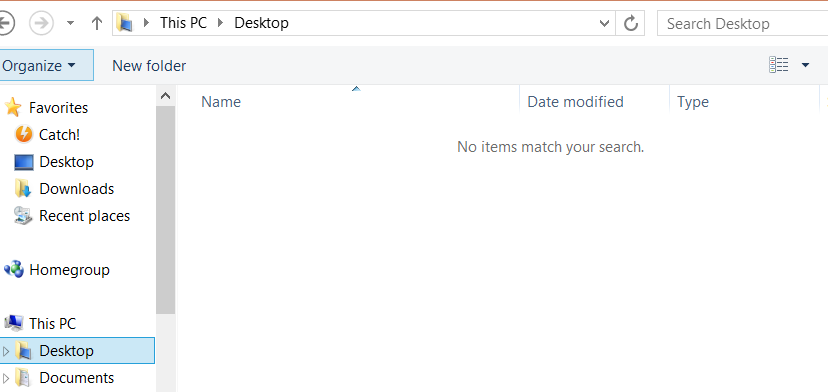 This PC Desktop Search Desktop
Organize New folder
Name Date modified Type
No items match your search.
Favorites
Catch!
Desktop
Downloads
Recent places
Homegroup
This PC
Desktop
Documents